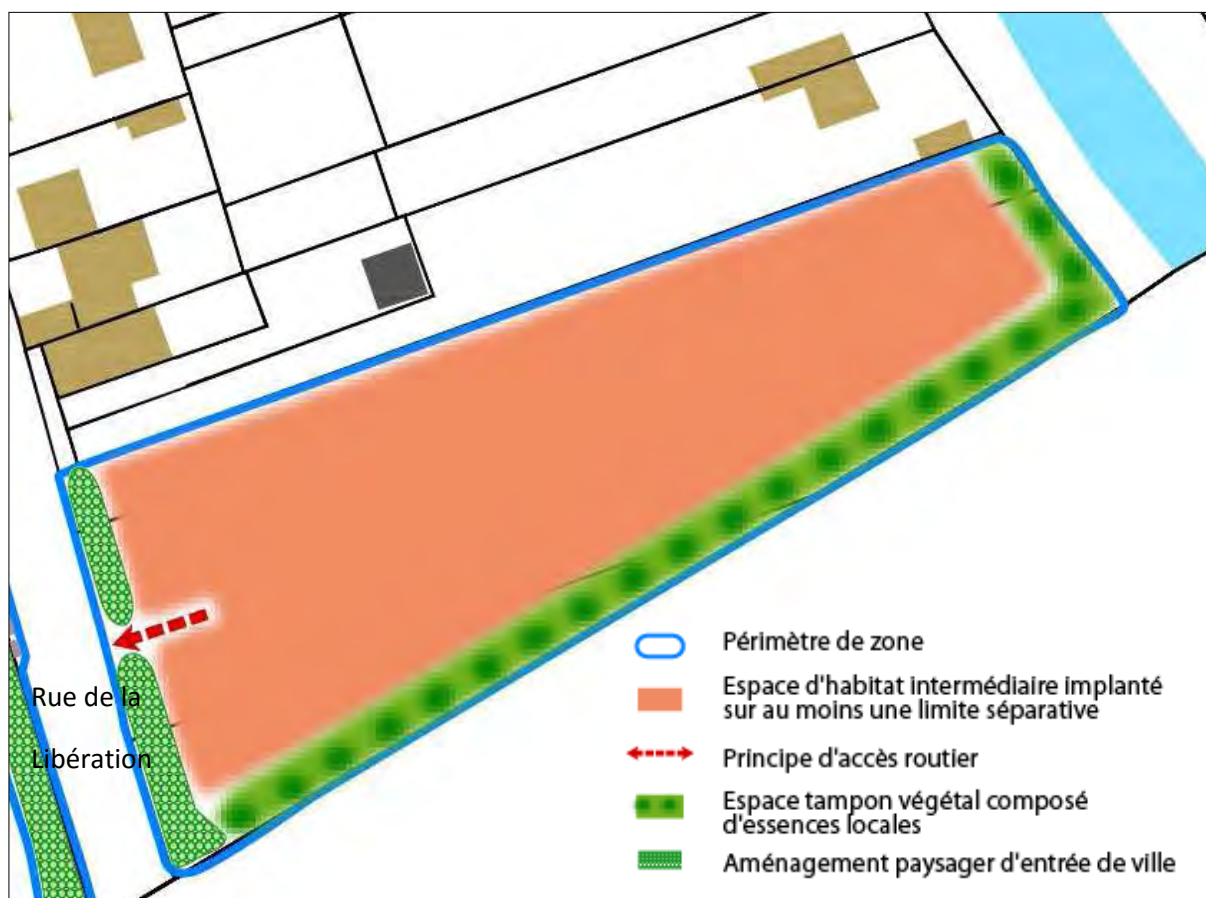 Rue de la
Libération
Périmètre de zone
Espace d'habitat intermédiaire implanté
sur au moins une limite séparative
Principe d'accès routier
Espace tampon végétal composé
d'essences locales
Aménagement paysager d'entrée de ville